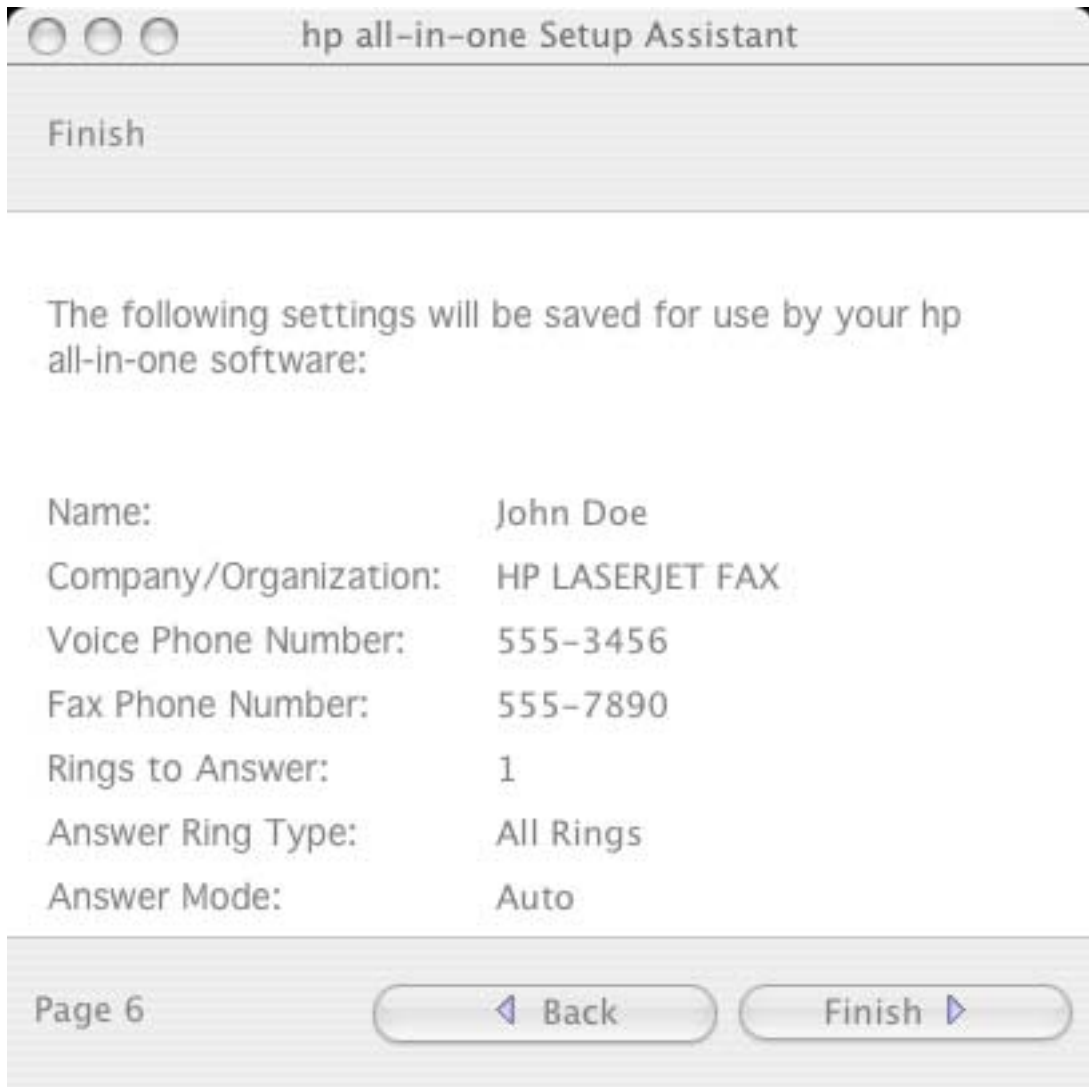 hp all-in-one Setup Assistant
Finish
The following settings will be saved for use by your hp
all-in-one software:
Name: John Doe
Company/Organization: HP LASERJET FAX
Voice Phone Number: 555-3456
Fax Phone Number: 555-7890
Rings to Answer: 1
Answer Ring Type: All Rings
Answer Mode: Auto
Page 6 Back Finish